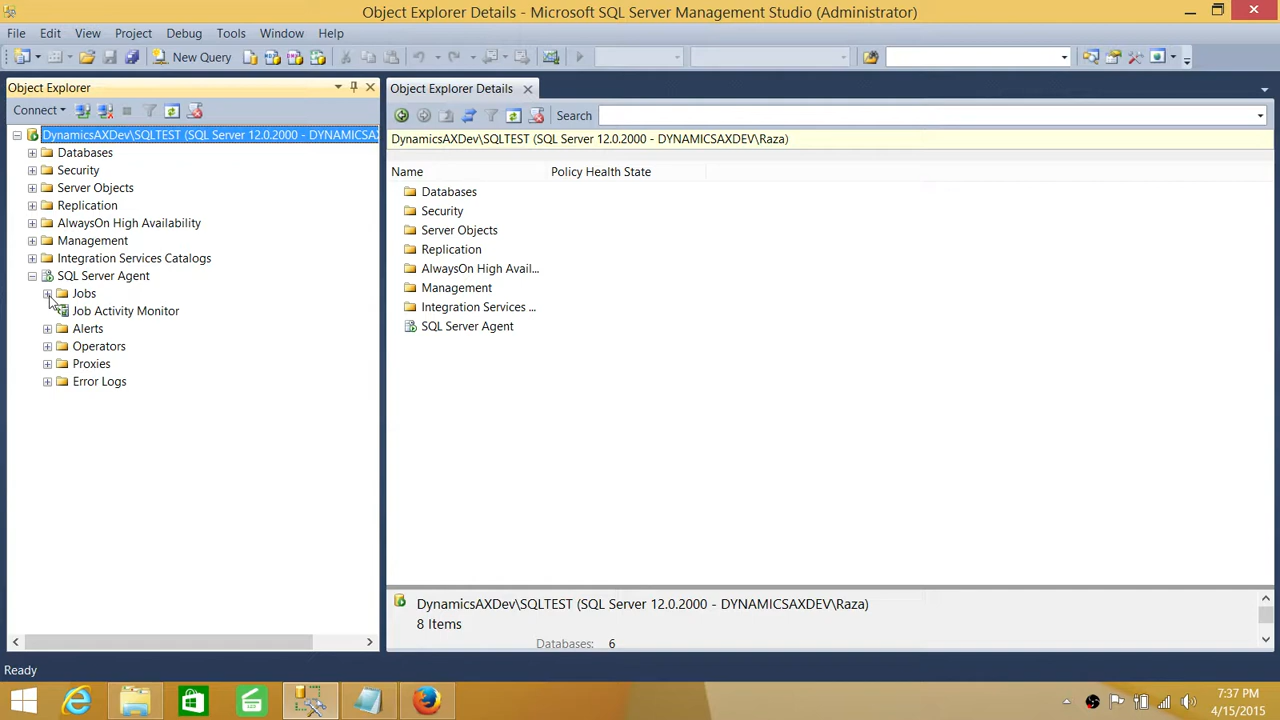 Object Explorer Details - Microsoft SQL Server Management Studio (Administrator)
File Edit View Project Debug Tools Window Help
New Query
Object Explorer
Object Explorer Details
Connect
Search
DynamicsAXDev\SQLTEST (SQL Server 12.0.2000 - DYNAMICSAX
DynamicsAXDev\SQLTEST (SQL Server 12.0.2000 - DYNAMICSAXDEV\Raza)
Databases
Security
Server Objects
Replication
AlwaysOn High Availability
Management
Integration Services Catalogs
SQL Server Agent
Jobs
Job Activity Monitor
Alerts
Operators
Proxies
Error Logs
Name Policy Health State
Databases
Security
Server Objects
Replication
AlwaysOn High Avail...
Management
Integration Services ...
SQL Server Agent
DynamicsAXDev\SQLTEST (SQL Server 12.0.2000 - DYNAMICSAXDEV\Raza)
8 Items
Databases: 6
Ready
7:37 PM
4/15/2015